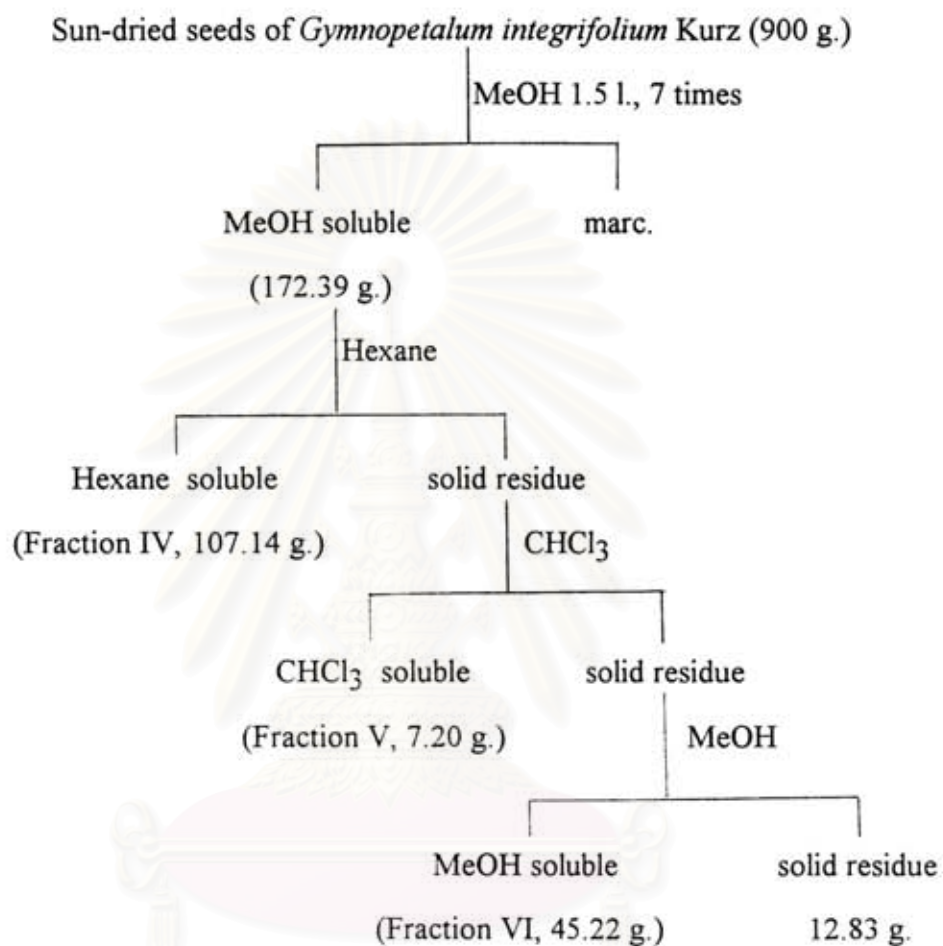 Sun-dried seeds of Gymnopetalum integrifolium Kurz (900 g.)
MeOH 1.5 l., 7 times
MeOH soluble marc.
(172.39 g.)
Hexane
Hexane soluble solid residue
(Fraction IV, 107.14 g.) CHCl3
CHCl3 soluble solid residue
(Fraction V, 7.20 g.) MeOH
MeOH soluble solid residue
(Fraction VI, 45.22 g.) 12.83 g.